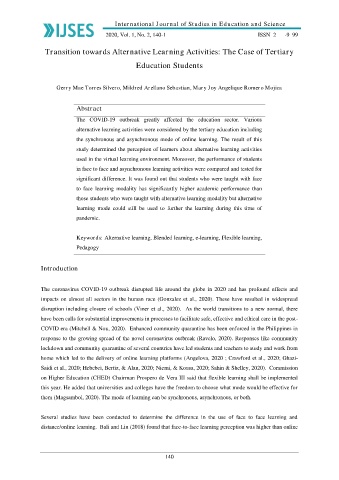 IJSES
International Journal of Studies in Education and Science
2020, Vol. 1, No. 2, 140-1 ISSN 2 -9 99
Transition towards Alternative Learning Activities: The Case of Tertiary
Education Students
Gerry Mae Torres Silvero, Mildred Arellano Sebastian, Mary Joy Angelique Romero Mojica
Abstract
The COVID-19 outbreak greatly affected the education sector. Various
alternative learning activities were considered by the tertiary education including
the synchronous and asynchronous mode of online learning. The result of this
study determined the perception of learners about alternative learning activities
used in the virtual learning environment. Moreover, the performance of students
in face to face and asynchronous learning activities were compared and tested for
significant difference. It was found out that students who were taught with face
to face learning modality has significantly higher academic performance than
those students who were taught with alternative learning modality but alternative
learning mode could still be used to further the learning during this time of
pandemic.
Keywords: Alternative learning, Blended learning, e-learning, Flexible learning,
Pedagogy
Introduction
The coronavirus COVID-19 outbreak disrupted life around the globe in 2020 and has profound effects and
impacts on almost all sectors in the human race (Gonzalez et al., 2020). These have resulted in widespread
disruption including closure of schools (Viner et al., 2020). As the world transitions to a new normal, there
have been calls for substantial improvements in processes to facilitate safe, effective and ethical care in the post-
COVID era (Mitchell & Nou, 2020). Enhanced community quarantine has been enforced in the Philippines in
response to the growing spread of the novel coronavirus outbreak (Barrolo, 2020). Responses like community
lockdown and community quarantine of several countries have led students and teachers to study and work from
home which led to the delivery of online learning platforms (Angelova, 2020 ; Crawford et al., 2020; Ghazi-
Saidi et al., 2020; Hebebci, Bertiz, & Alan, 2020; Niemi, & Kousa, 2020; Sahin & Shelley, 2020). Commission
on Higher Education (CHED) Chairman Prospero de Vera III said that flexible learning shall be implemented
this year. He added that universities and colleges have the freedom to choose what mode would be effective for
them (Magsambol, 2020). The mode of learning can be synchronous, asynchronous, or both.
Several studies have been conducted to determine the difference in the use of face to face learning and
distance/online learning. Bali and Liu (2018) found that face-to-face learning perception was higher than online
140